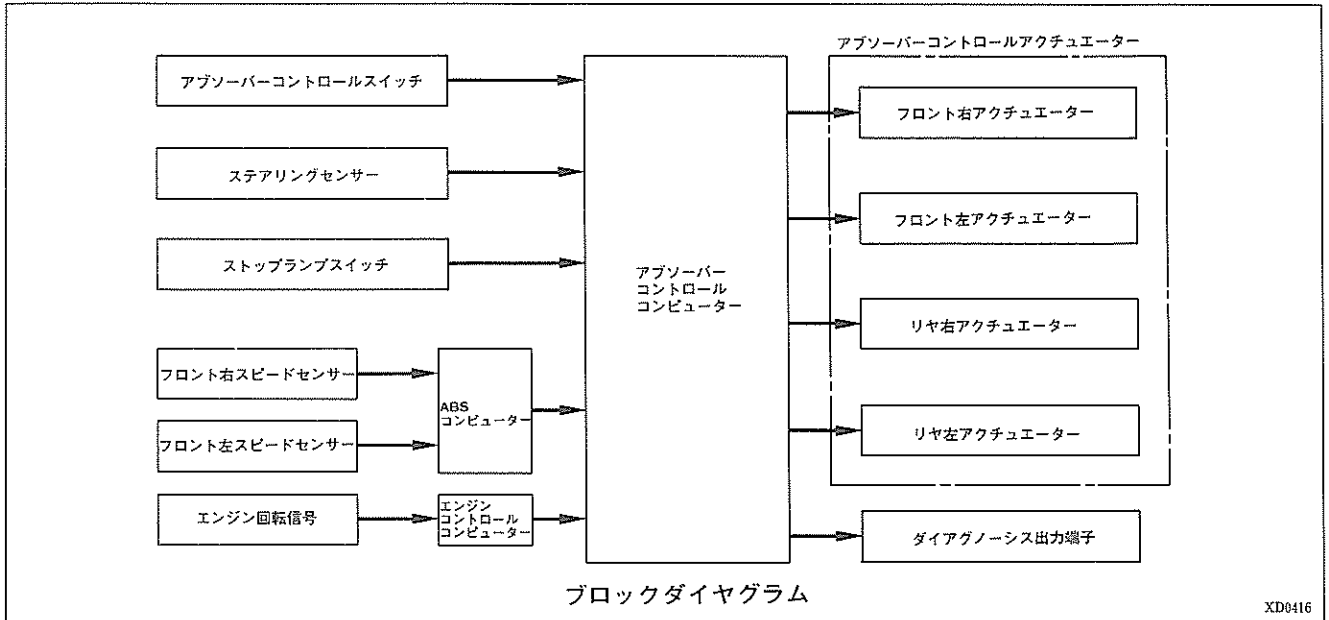 アブソーバーコントロールアクチュエーター
アブソーバーコントロールスイッチ
ステアリングセンサー
ストップランプスイッチ
フロント右スピードセンサー
フロント左スピードセンサー
エンジン回転信号
ABS
コンピューター
エンジン
コントロール
コンピューター
アブソーバー
コントロール
コンピューター
フロント右アクチュエーター
フロント左アクチュエーター
リヤ右アクチュエーター
リヤ左アクチュエーター
ダイアグノーシス出力端子
ブロックダイヤグラム
XD0416